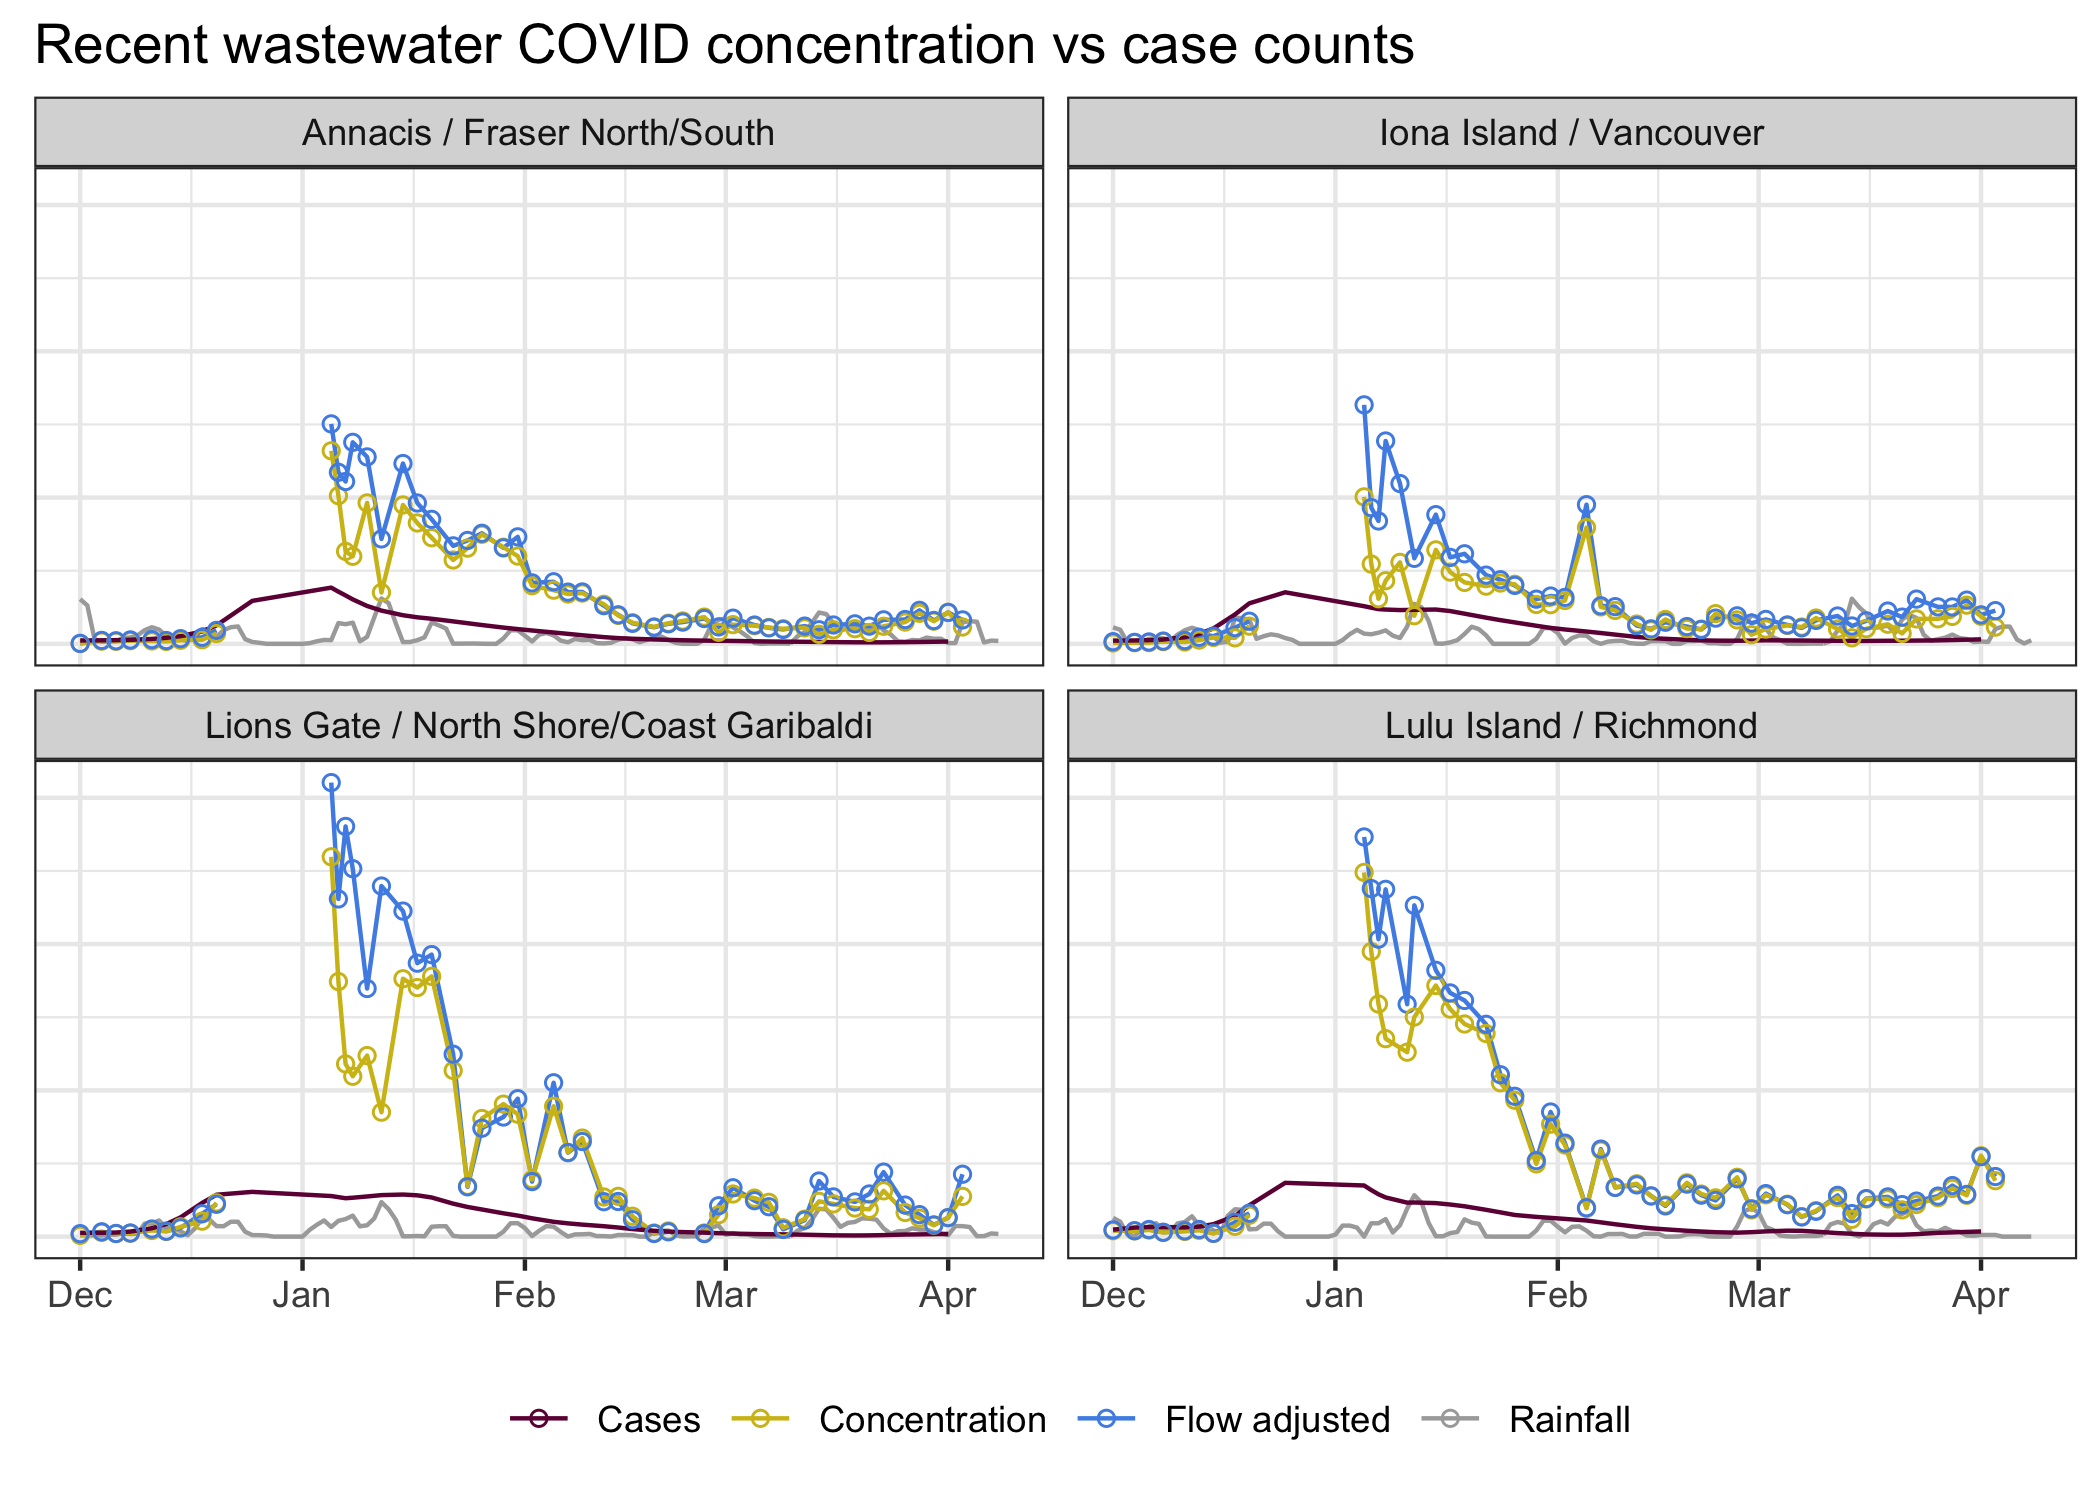 Recent wastewater COVID concentration vs case counts
Annacis / Fraser North/South
Iona Island / Vancouver
Lions Gate / North Shore/Coast Garibaldi
Lulu Island / Richmond
Dec Jan Feb Mar Apr
Dec Jan Feb Mar Apr
Cases Concentration Flow adjusted Rainfall